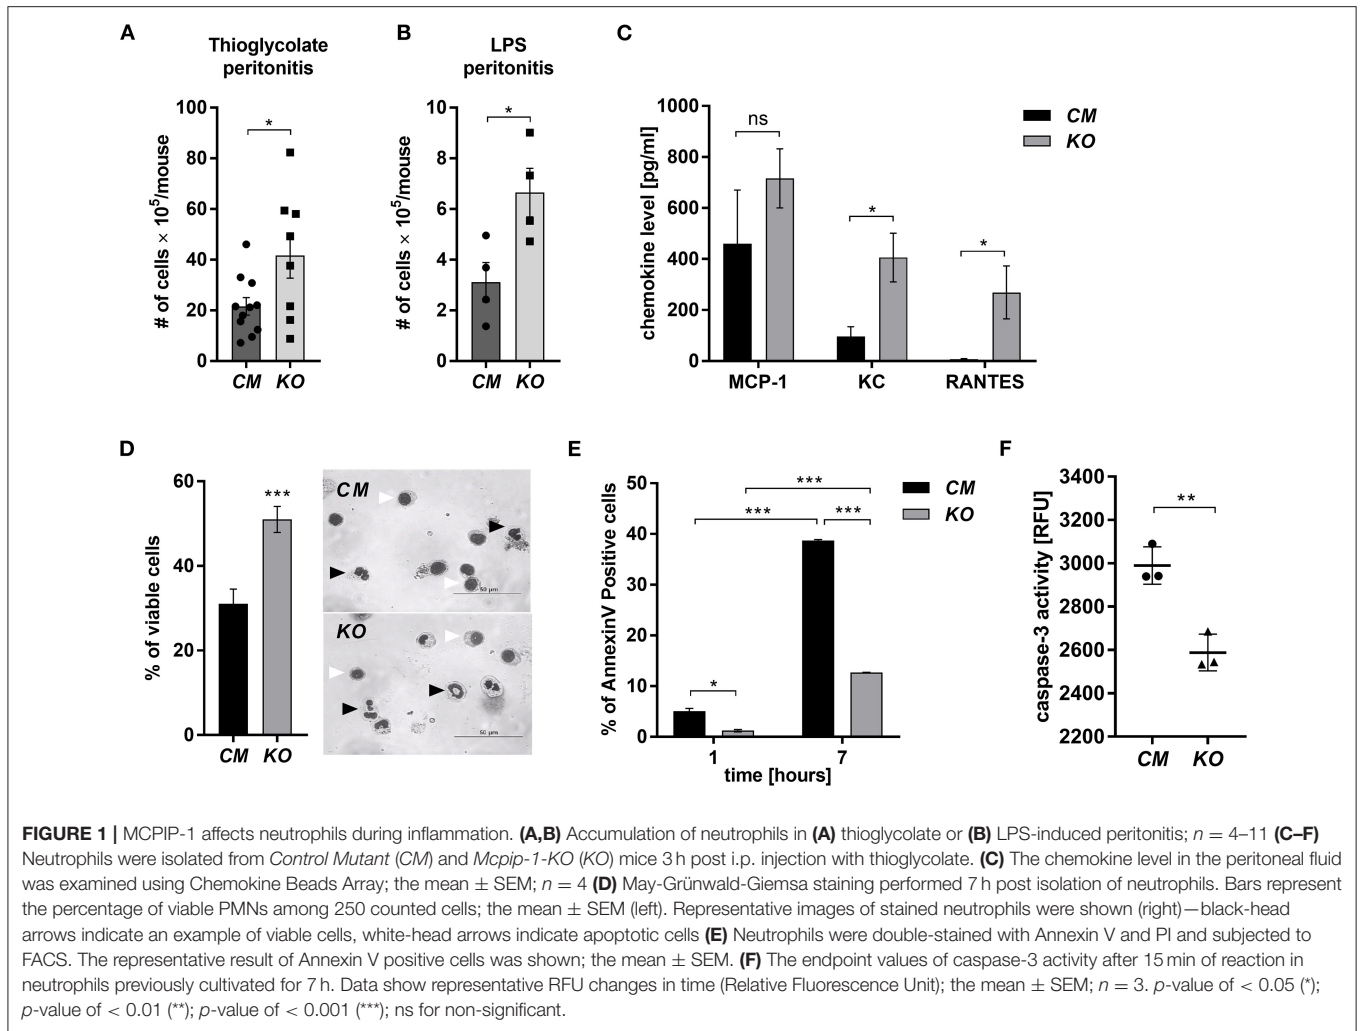 A
Thioglycolate
peritonitis
# of cells × 10⁵/mouse
100
80
60
40
20
0
*
CM KO
B
LPS
peritonitis
# of cells × 10⁵/mouse
10
8
6
4
2
0
*
CM KO
C
chemokine level [pg/ml]
1000
800
600
400
200
0
ns
*
*
MCP-1 KC RANTES
CM
KO
D
% of viable cells
60
40
20
0
***
CM KO
CM
50 µm
KO
50 µm
E
% of AnnexinV Positive cells
50
40
30
20
10
0
***
*** ***
*
1 7
time [hours]
CM
KO
F
caspase-3 activity [RFU]
3400
3200
3000
2800
2600
2400
2200
**
CM KO
FIGURE 1 | MCPIP-1 affects neutrophils during inflammation. (A,B) Accumulation of neutrophils in (A) thioglycolate or (B) LPS-induced peritonitis; n = 4–11 (C–F)
Neutrophils were isolated from Control Mutant (CM) and Mcpip-1-KO (KO) mice 3 h post i.p. injection with thioglycolate. (C) The chemokine level in the peritoneal fluid
was examined using Chemokine Beads Array; the mean ± SEM; n = 4 (D) May-Grünwald-Giemsa staining performed 7 h post isolation of neutrophils. Bars represent
the percentage of viable PMNs among 250 counted cells; the mean ± SEM (left). Representative images of stained neutrophils were shown (right)—black-head
arrows indicate an example of viable cells, white-head arrows indicate apoptotic cells (E) Neutrophils were double-stained with Annexin V and PI and subjected to
FACS. The representative result of Annexin V positive cells was shown; the mean ± SEM. (F) The endpoint values of caspase-3 activity after 15 min of reaction in
neutrophils previously cultivated for 7 h. Data show representative RFU changes in time (Relative Fluorescence Unit); the mean ± SEM; n = 3. p-value of < 0.05 (*);
p-value of < 0.01 (**); p-value of < 0.001 (***); ns for non-significant.